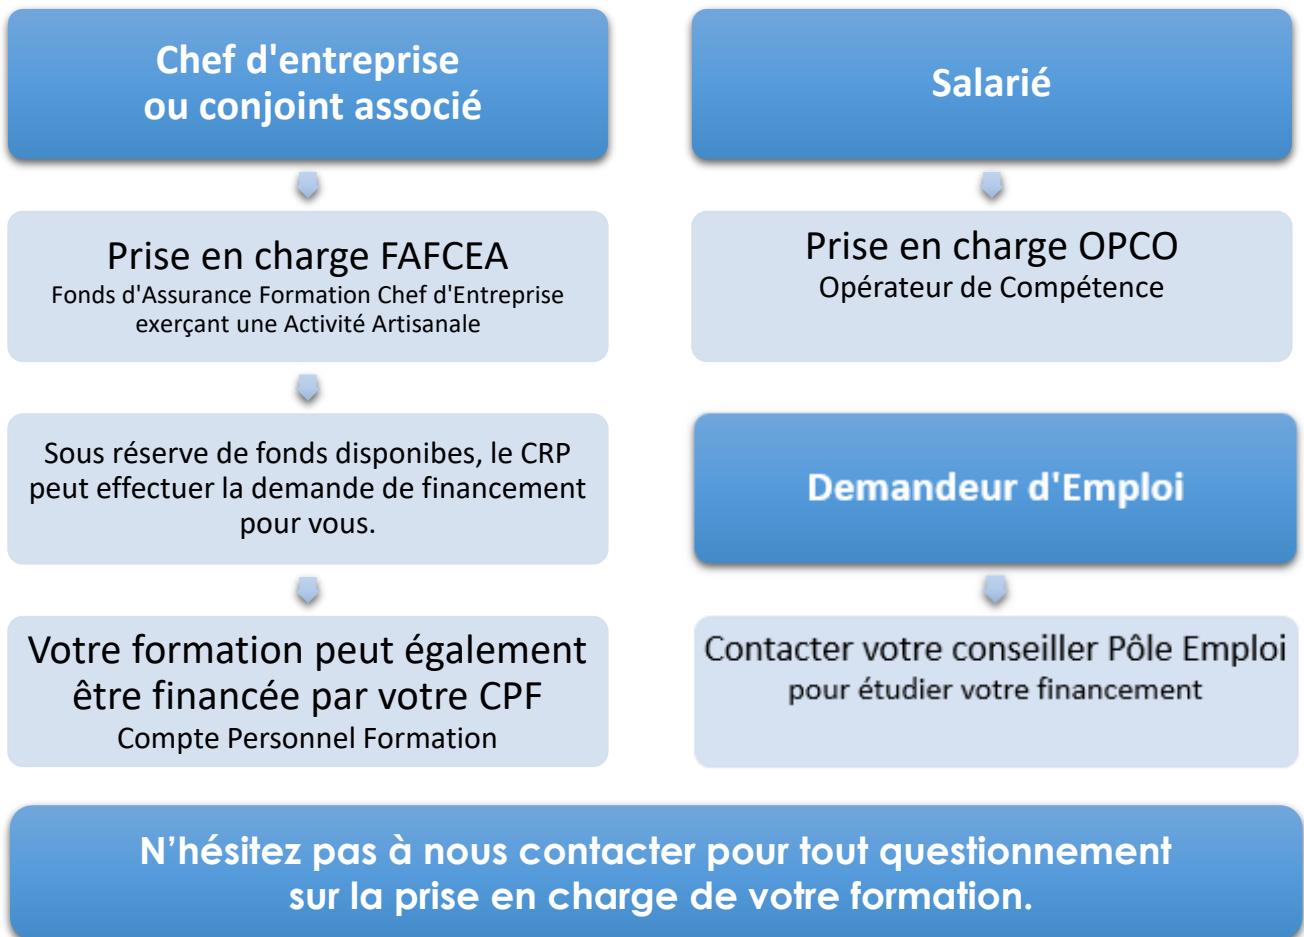 Chef d'entreprise
ou conjoint associé
Prise en charge FAFCEA
Fonds d'Assurance Formation Chef d'Entreprise
exerçant une Activité Artisanale
Sous réserve de fonds disponibes, le CRP
peut effectuer la demande de financement
pour vous.
Votre formation peut également
être financée par votre CPF
Compte Personnel Formation
Salarié
Prise en charge OPCO
Opérateur de Compétence
Demandeur d'Emploi
Contacter votre conseiller Pôle Emploi
pour étudier votre financement
N’hésitez pas à nous contacter pour tout questionnement
sur la prise en charge de votre formation.